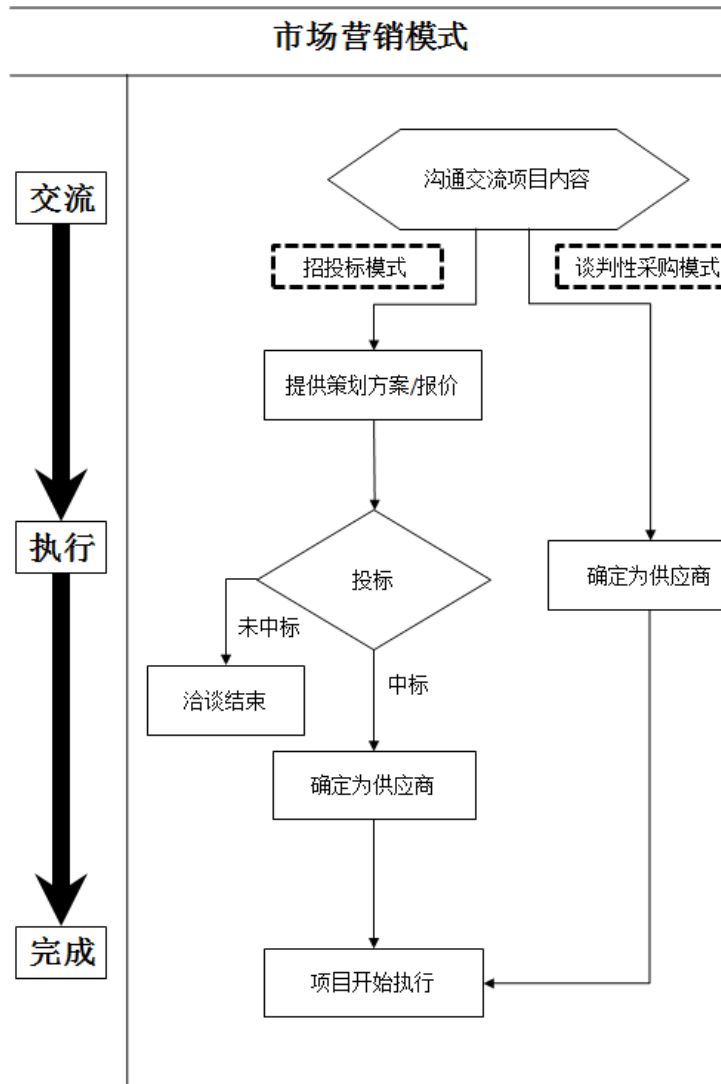 市场营销模式
交流
沟通交流项目内容
招投标模式
谈判性采购模式
提供策划方案/报价
执行
投标
确定为供应商
未中标
中标
洽谈结束
确定为供应商
完成
项目开始执行